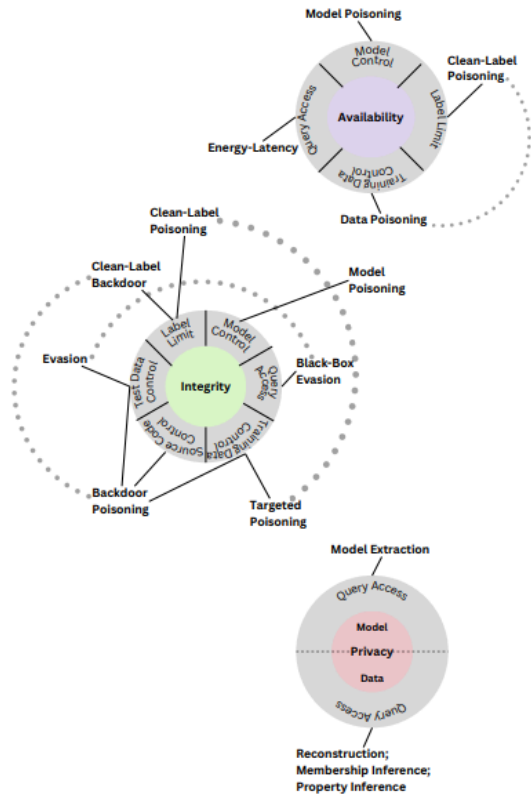 Model Poisoning
Model
Control
Clean-Label
Poisoning
Query Access
Availability
Label Limit
Energy-Latency
Training Data
Control
Data Poisoning
Clean-Label
Poisoning
Clean-Label
Backdoor
Model
Poisoning
Label
Limit
Model
Control
Evasion
Test Data
Control
Integrity
Query
Access
Black-Box
Evasion
Source Code
Control
Training Data
Control
Backdoor
Poisoning
Targeted
Poisoning
Model Extraction
Query Access
Model
Privacy
Data
Query Access
Reconstruction;
Membership Inference;
Property Inference